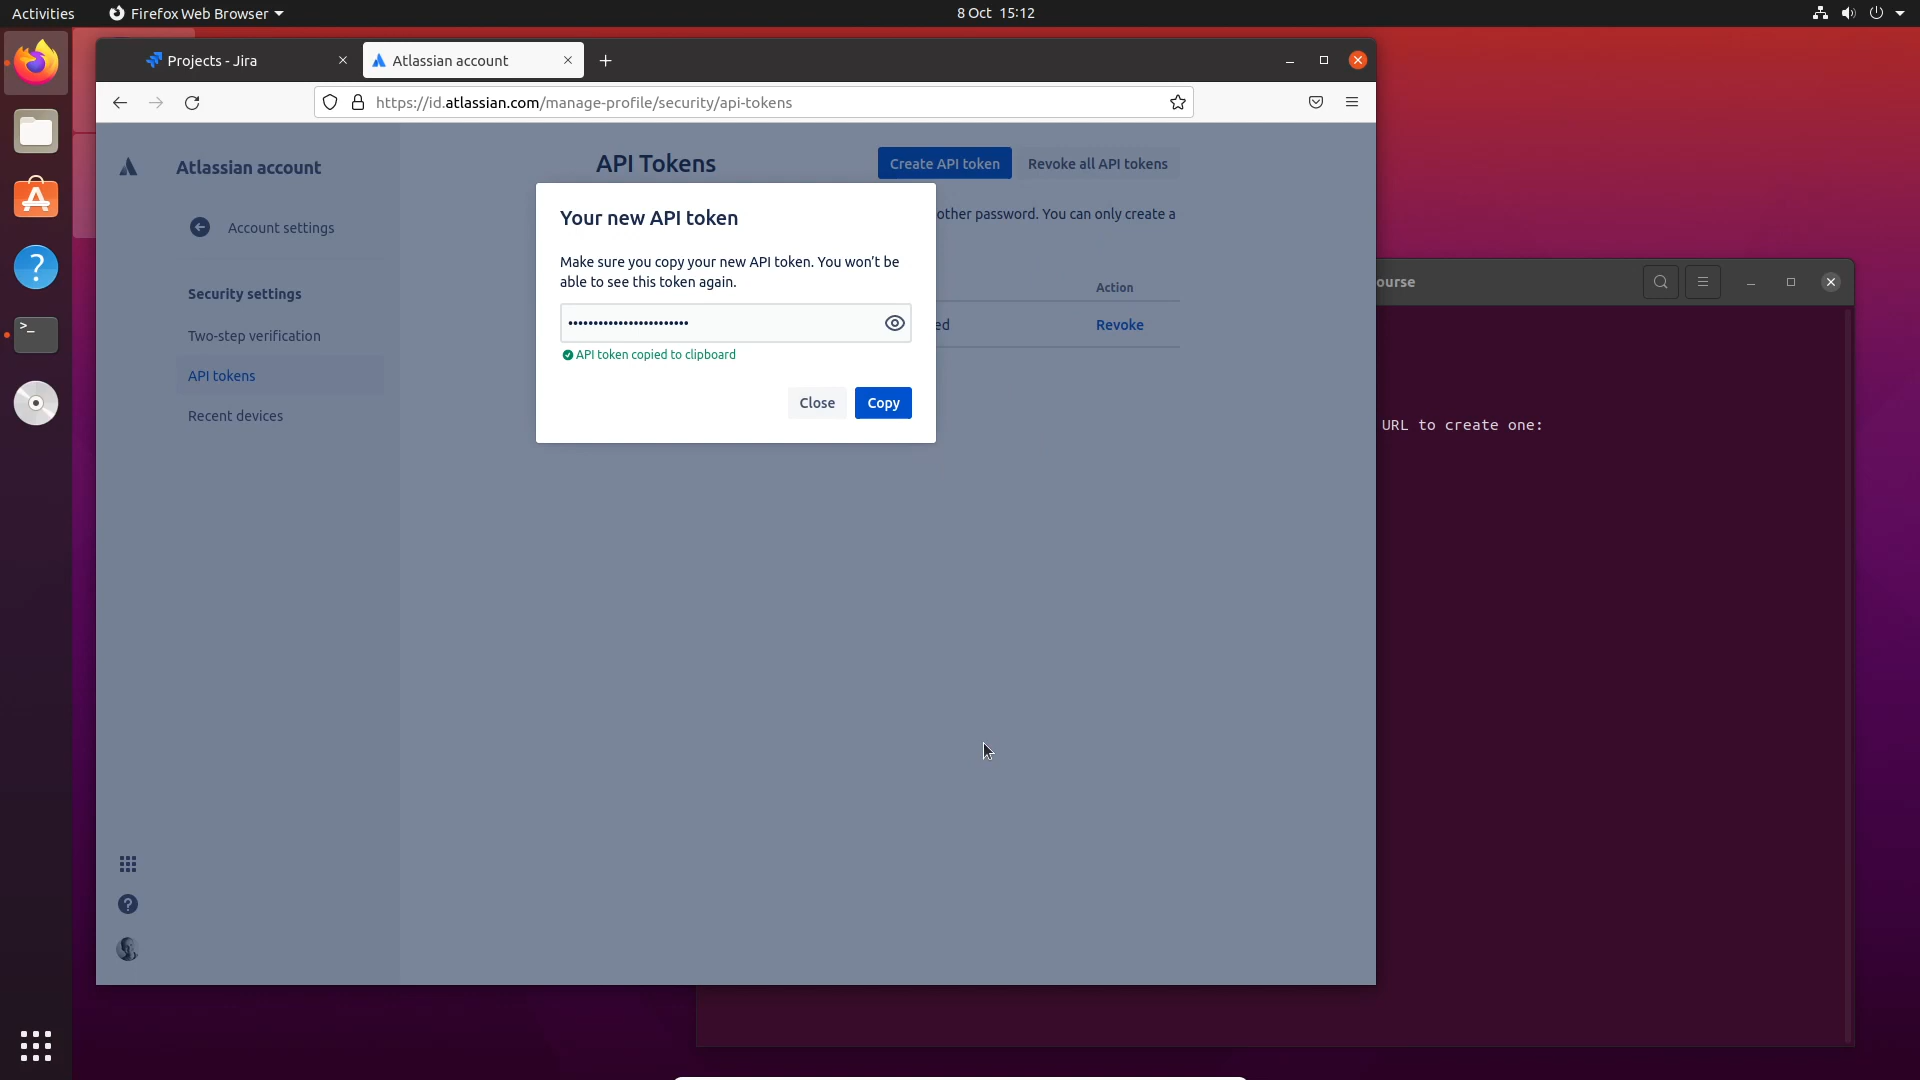 Activities
Firefox Web Browser
8 Oct 15:12
Projects - Jira
Atlassian account
https://id.atlassian.com/manage-profile/security/api-tokens
Atlassian account
Account settings
Security settings
Two-step verification
API tokens
Recent devices
API Tokens
Create API token
Revoke all API tokens
other password. You can only create a
Action
ed
Revoke
Your new API token
Make sure you copy your new API token. You won't be
able to see this token again.
••••••••••••••••••••••••
API token copied to clipboard
Close
Copy
ourse
URL to create one: